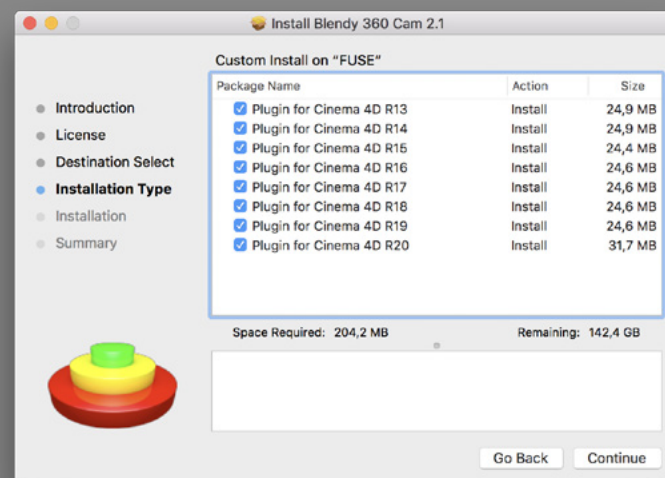 Install Blendy 360 Cam 2.1
Custom Install on "FUSE"
Package Name Action Size
Plugin for Cinema 4D R13 Install 24,9 MB
Plugin for Cinema 4D R14 Install 24,9 MB
Plugin for Cinema 4D R15 Install 24,4 MB
Plugin for Cinema 4D R16 Install 24,6 MB
Plugin for Cinema 4D R17 Install 24,6 MB
Plugin for Cinema 4D R18 Install 24,6 MB
Plugin for Cinema 4D R19 Install 24,6 MB
Plugin for Cinema 4D R20 Install 31,7 MB
Introduction
License
Destination Select
Installation Type
Installation
Summary
Space Required: 204,2 MB Remaining: 142,4 GB
Go Back Continue